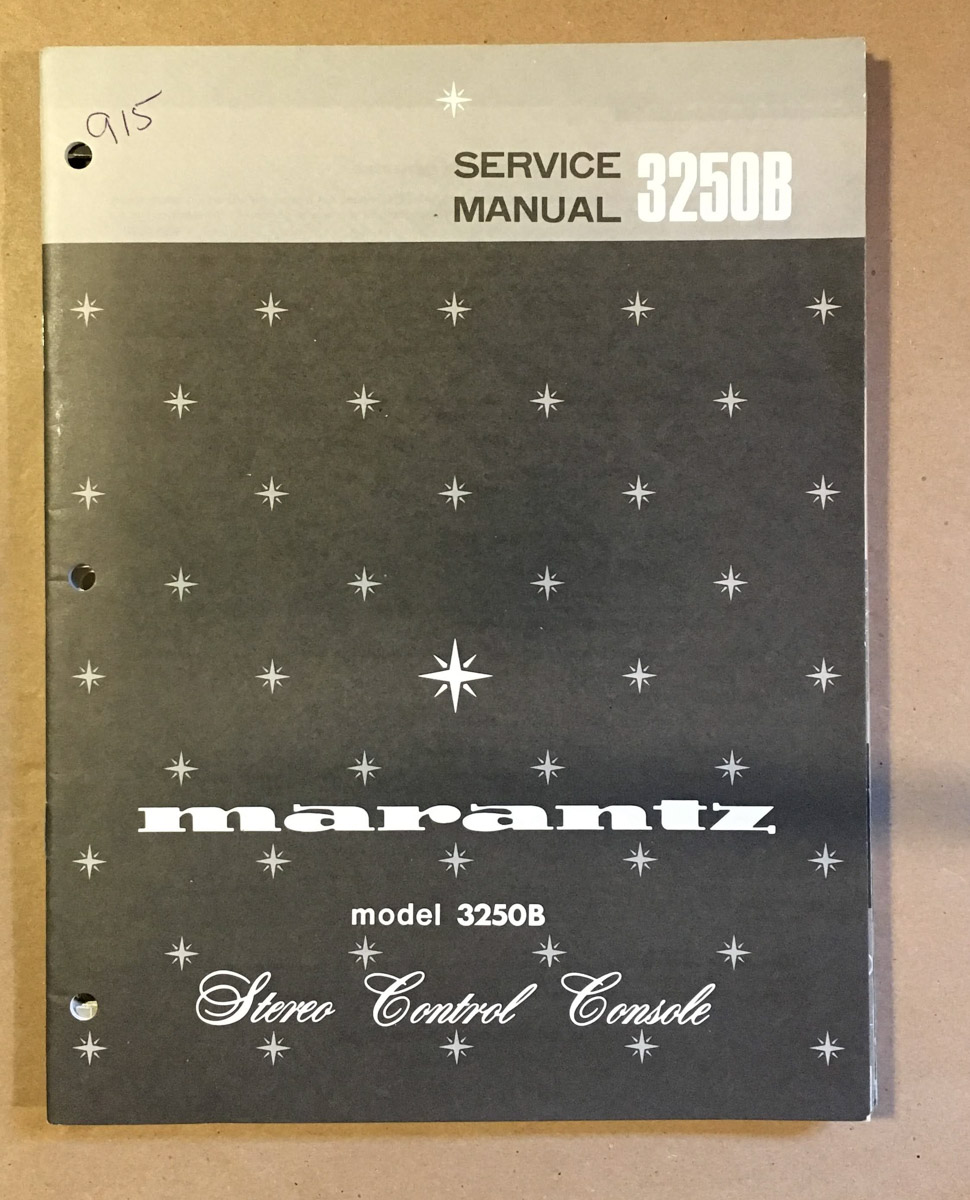 915
SERVICE
MANUAL 3250B
marantz
model 3250B
Stereo Control Console